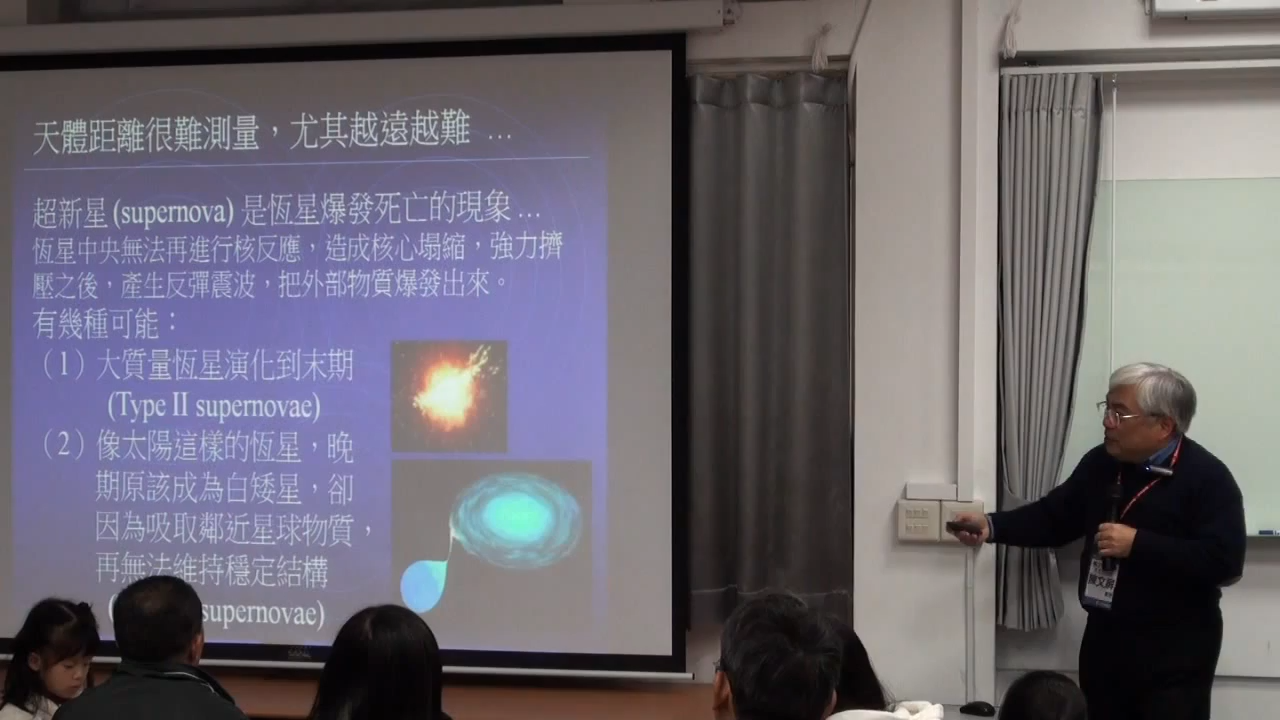 天體距離很難測量，尤其越遠越難 …
超新星 (supernova) 是恆星爆發死亡的現象 …
恆星中央無法再進行核反應，造成核心塌縮，強力擠
壓之後，產生反彈震波，把外部物質爆發出來。
有幾種可能：
（1）大質量恆星演化到末期
(Type II supernovae)
（2）像太陽這樣的恆星，晚
期原該成為白矮星，卻
因為吸取鄰近星球物質，
再無法維持穩定結構
supernovae)